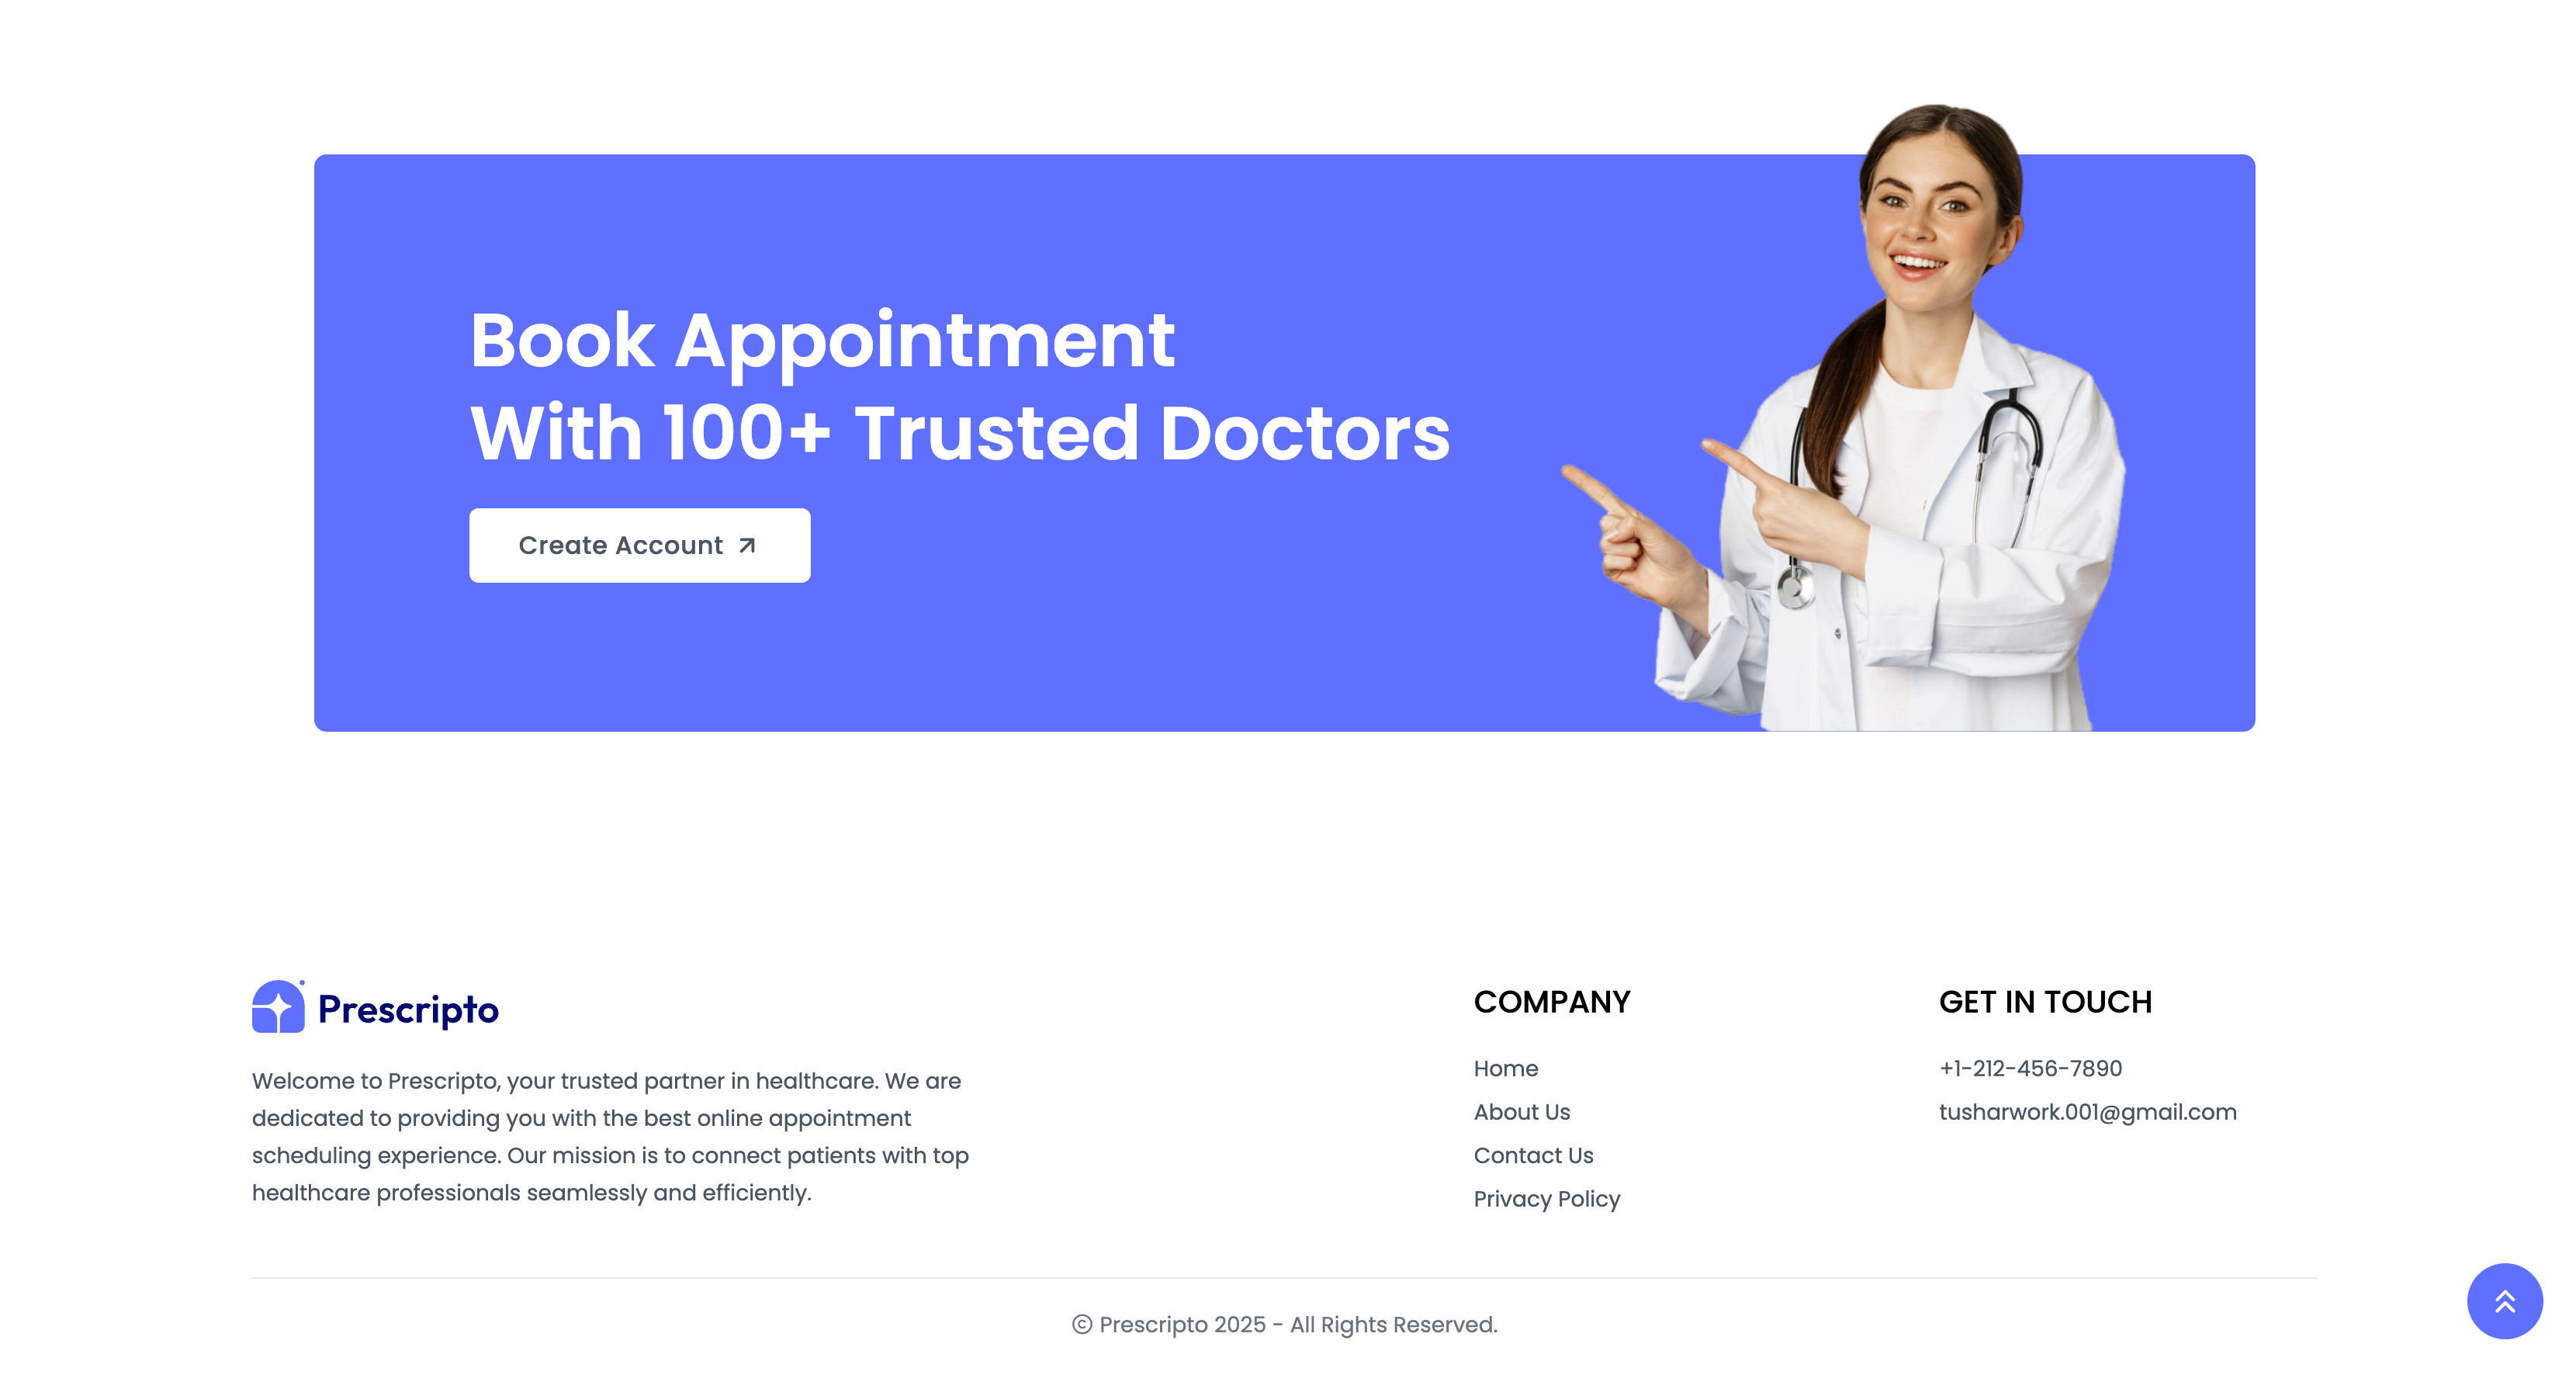 Book Appointment
With 100+ Trusted Doctors
Create Account
Prescripto
Welcome to Prescripto, your trusted partner in healthcare. We are
dedicated to providing you with the best online appointment
scheduling experience. Our mission is to connect patients with top
healthcare professionals seamlessly and efficiently.
COMPANY
Home
About Us
Contact Us
Privacy Policy
GET IN TOUCH
+1-212-456-7890
tusharwork.001@gmail.com
© Prescripto 2025 - All Rights Reserved.